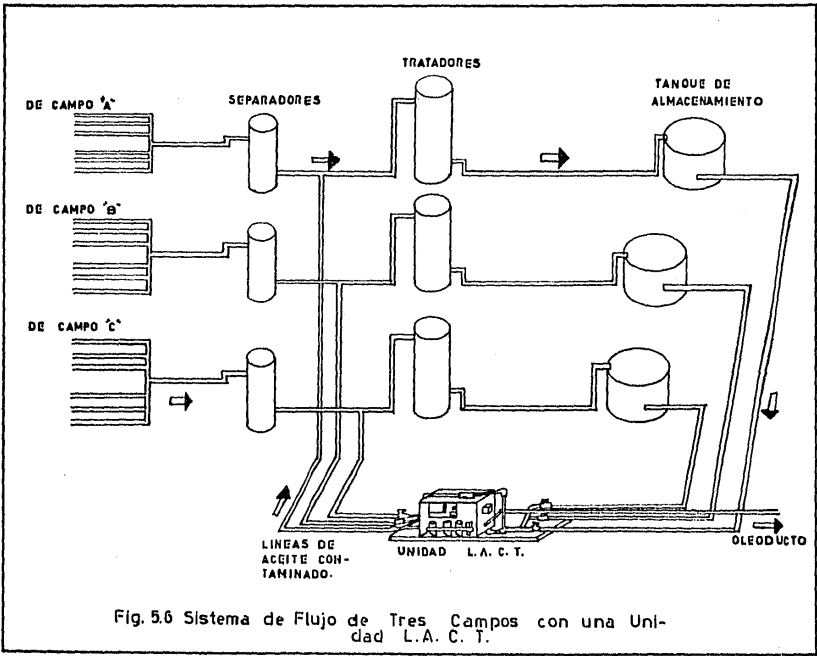 TRATADORES
SEPARADORES
TANQUE DE
ALMACENAMIENTO
DE CAMPO "A"
DE CAMPO "B"
DE CAMPO "C"
LINEAS DE
ACEITE CON-
TAMINADO.
UNIDAD L.A.C.T.
OLEODUCTO
Fig. 5.6 Sistema de Flujo de Tres Campos con una Uni-
dad L.A.C.T.